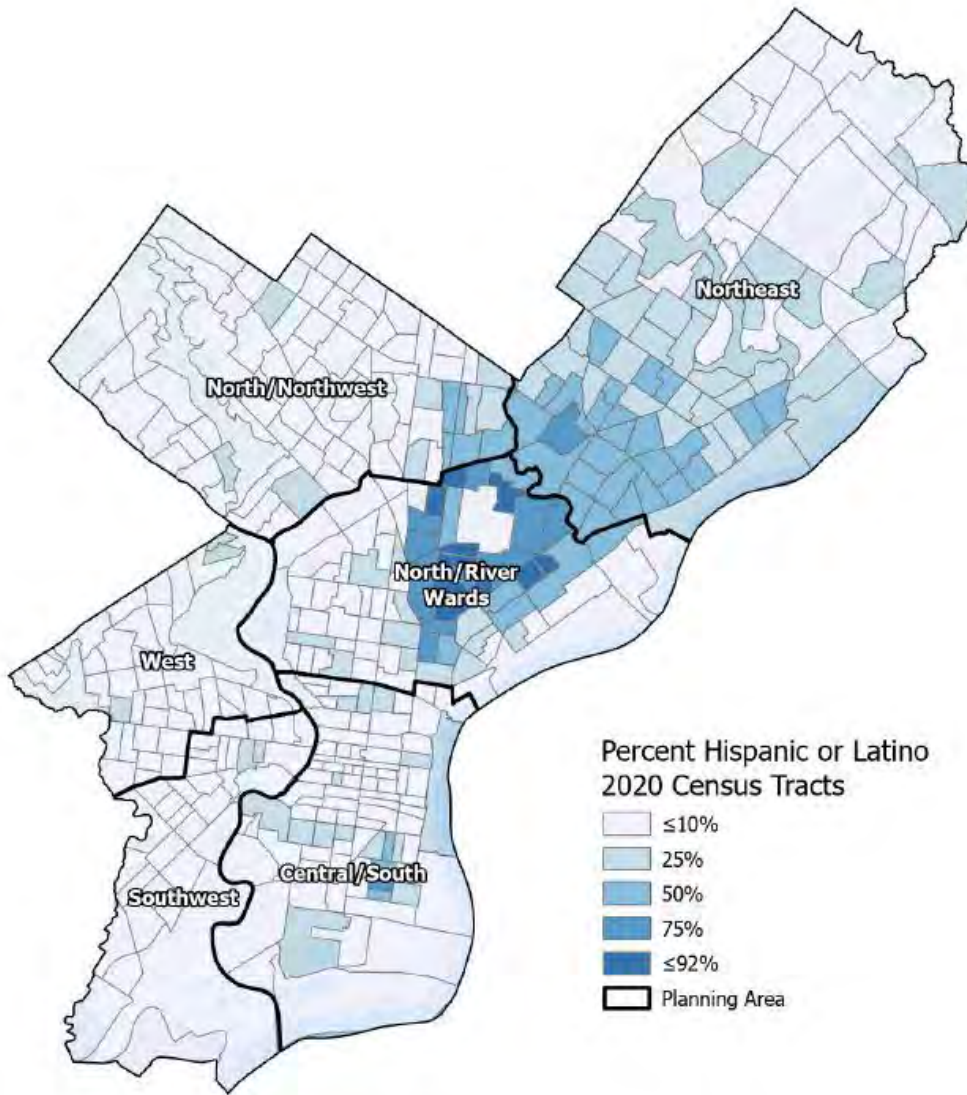 Northeast
North/Northwest
North/River
Wards
West
Central/South
Southwest
Percent Hispanic or Latino
2020 Census Tracts
≤10%
25%
50%
75%
≤92%
Planning Area